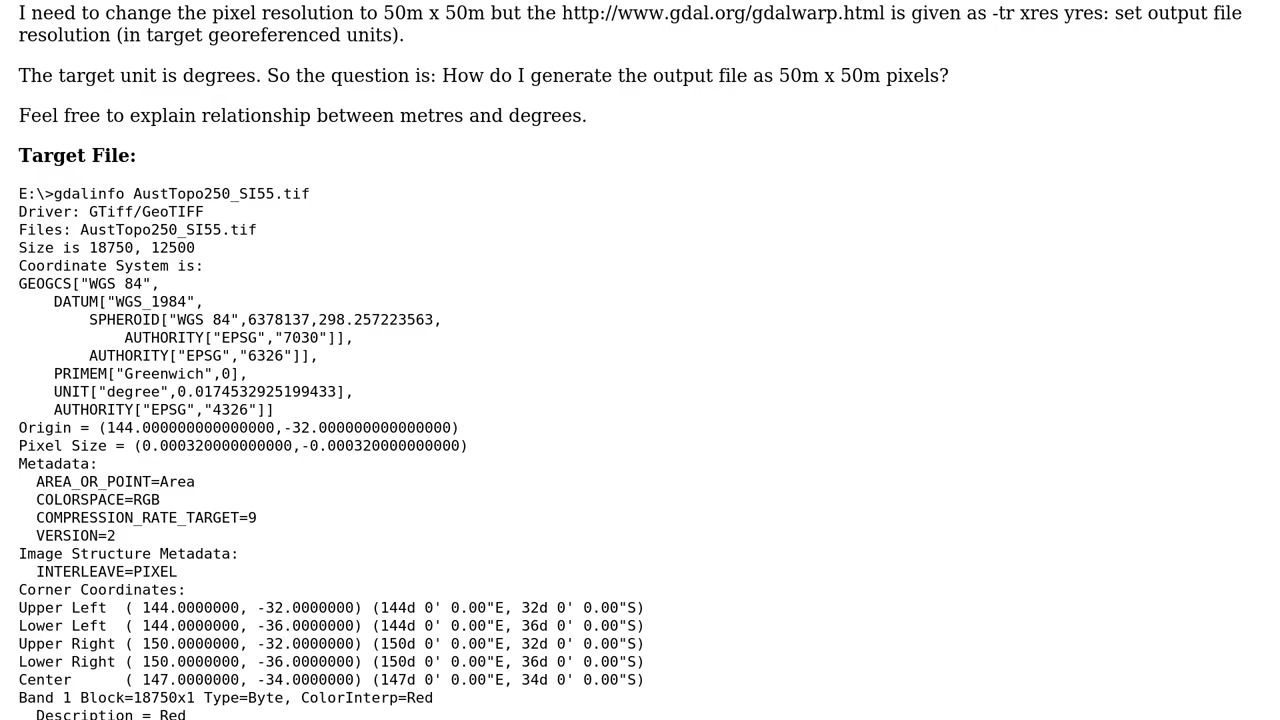 I need to change the pixel resolution to 50m x 50m but the http://www.gdal.org/gdalwarp.html is given as -tr xres yres: set output file
resolution (in target georeferenced units).
The target unit is degrees. So the question is: How do I generate the output file as 50m x 50m pixels?
Feel free to explain relationship between metres and degrees.
Target File:
E:\>gdalinfo AustTopo250_SI55.tif
Driver: GTiff/GeoTIFF
Files: AustTopo250_SI55.tif
Size is 18750, 12500
Coordinate System is:
GEOGCS["WGS 84",
    DATUM["WGS_1984",
        SPHEROID["WGS 84",6378137,298.257223563,
            AUTHORITY["EPSG","7030"]],
        AUTHORITY["EPSG","6326"]],
    PRIMEM["Greenwich",0],
    UNIT["degree",0.0174532925199433],
    AUTHORITY["EPSG","4326"]]
Origin = (144.000000000000000,-32.000000000000000)
Pixel Size = (0.000320000000000,-0.000320000000000)
Metadata:
  AREA_OR_POINT=Area
  COLORSPACE=RGB
  COMPRESSION_RATE_TARGET=9
  VERSION=2
Image Structure Metadata:
  INTERLEAVE=PIXEL
Corner Coordinates:
Upper Left  ( 144.0000000, -32.0000000) (144d 0' 0.00"E, 32d 0' 0.00"S)
Lower Left  ( 144.0000000, -36.0000000) (144d 0' 0.00"E, 36d 0' 0.00"S)
Upper Right ( 150.0000000, -32.0000000) (150d 0' 0.00"E, 32d 0' 0.00"S)
Lower Right ( 150.0000000, -36.0000000) (150d 0' 0.00"E, 36d 0' 0.00"S)
Center      ( 147.0000000, -34.0000000) (147d 0' 0.00"E, 34d 0' 0.00"S)
Band 1 Block=18750x1 Type=Byte, ColorInterp=Red
  Description = Red